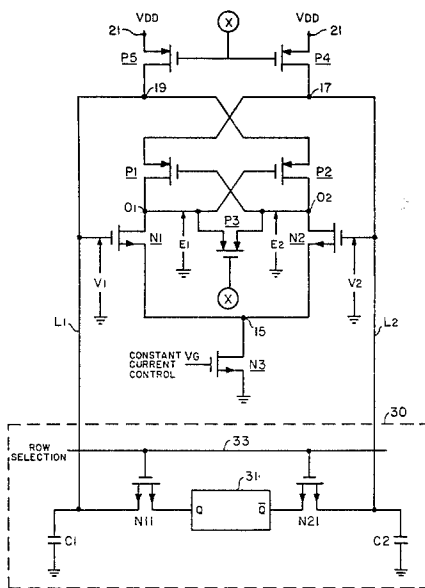 VDD VDD
21 X 21
P5 P4
19 17
P1 P2
O1 O2
P3
N1 E1 E2 N2
V1 X V2
L1 15 L2
CONSTANT VG
CURRENT
CONTROL
N3
30
ROW
SELECTION
33
31
N11 Q Q̅ N21
C1 C2